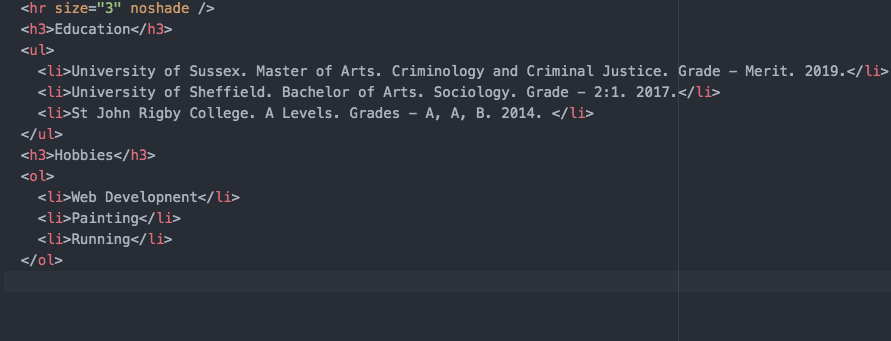 <hr size="3" noshade />
<h3>Education</h3>
<ul>
<li>University of Sussex. Master of Arts. Criminology and Criminal Justice. Grade - Merit. 2019.</li>
<li>University of Sheffield. Bachelor of Arts. Sociology. Grade - 2:1. 2017.</li>
<li>St John Rigby College. A Levels. Grades - A, A, B. 2014. </li>
</ul>
<h3>Hobbies</h3>
<ol>
<li>Web Developnent</li>
<li>Painting</li>
<li>Running</li>
</ol>